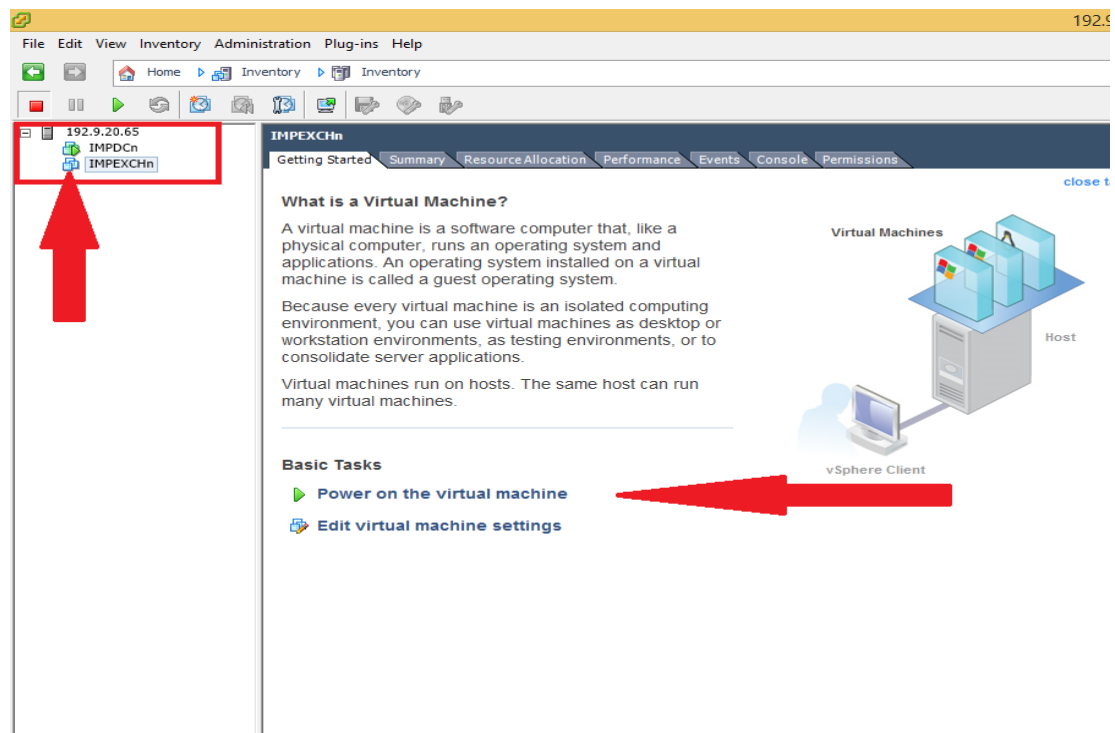 192.9
File Edit View Inventory Administration Plug-ins Help
Home Inventory Inventory
192.9.20.65
IMPDCn
IMPEXCHn
IMPEXCHn
Getting Started Summary Resource Allocation Performance Events Console Permissions
close t
What is a Virtual Machine?
A virtual machine is a software computer that, like a
physical computer, runs an operating system and
applications. An operating system installed on a virtual
machine is called a guest operating system.
Because every virtual machine is an isolated computing
environment, you can use virtual machines as desktop or
workstation environments, as testing environments, or to
consolidate server applications.
Virtual machines run on hosts. The same host can run
many virtual machines.
Virtual Machines
Host
vSphere Client
Basic Tasks
Power on the virtual machine
Edit virtual machine settings